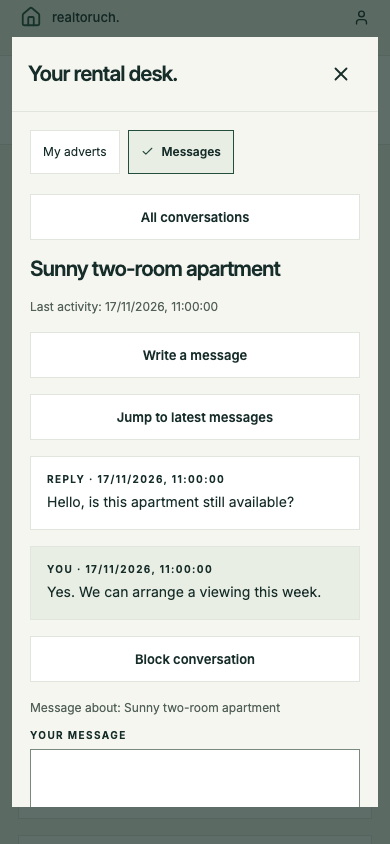 realtoruch.
Your rental desk.
My adverts
Messages
All conversations
Sunny two-room apartment
Last activity: 17/11/2026, 11:00:00
Write a message
Jump to latest messages
REPLY · 17/11/2026, 11:00:00
Hello, is this apartment still available?
YOU · 17/11/2026, 11:00:00
Yes. We can arrange a viewing this week.
Block conversation
Message about: Sunny two-room apartment
YOUR MESSAGE